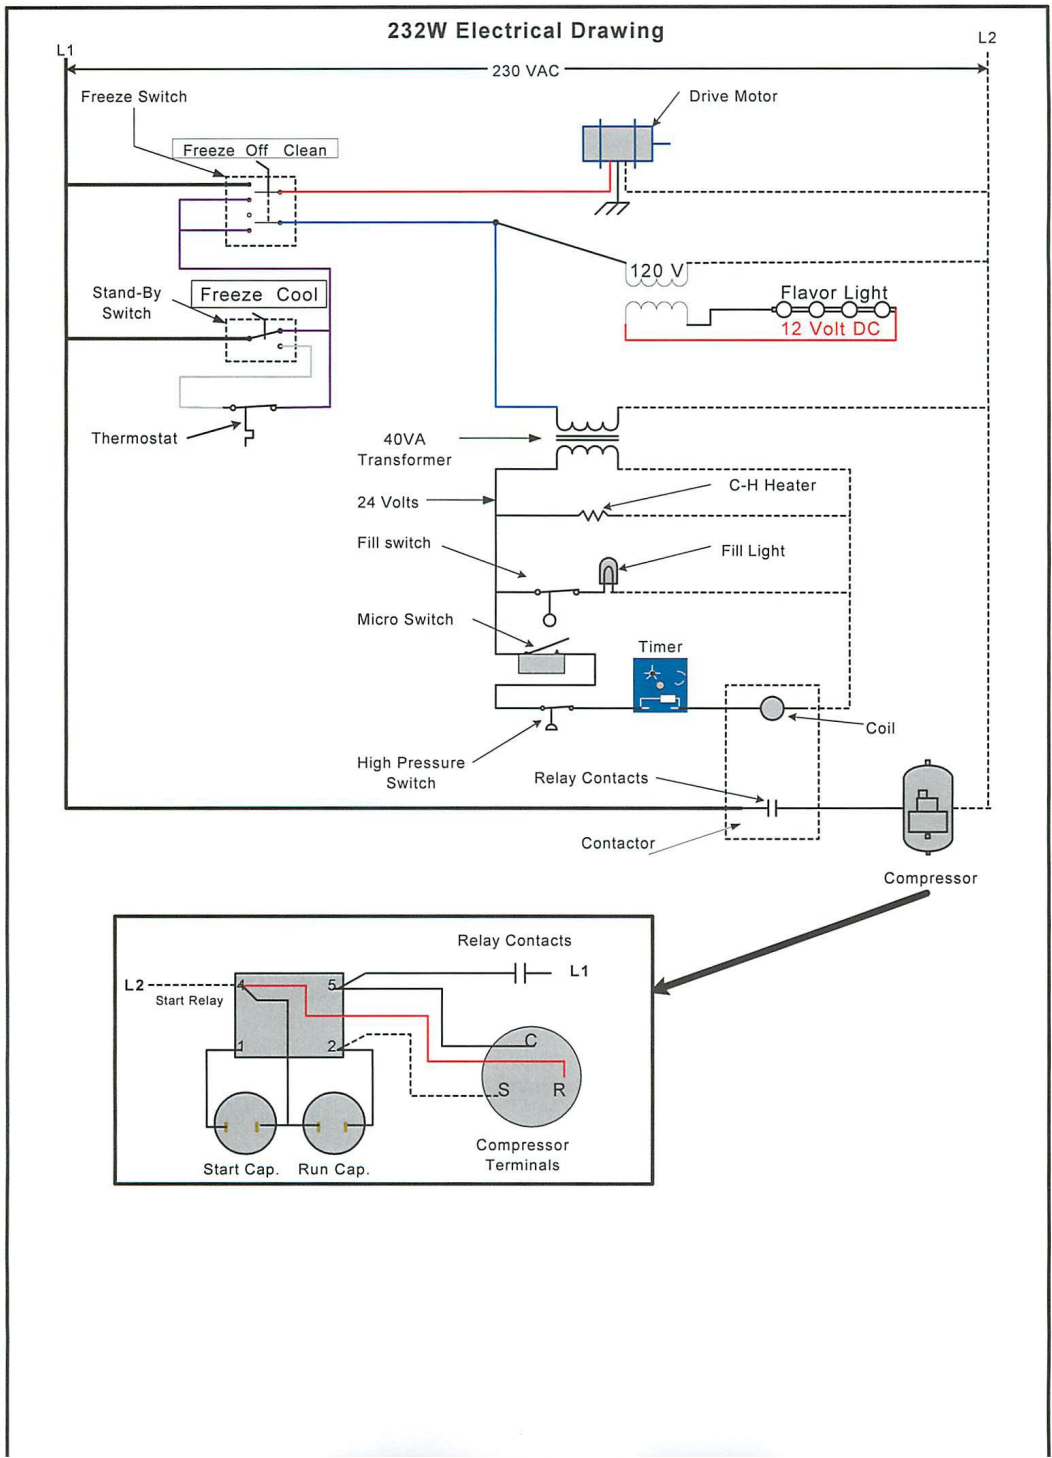 232W Electrical Drawing
L1
L2
230 VAC
Freeze Switch
Drive Motor
Freeze Off Clean
120 V
Stand-By
Switch
Freeze Cool
Flavor Light
12 Volt DC
Thermostat
40VA
Transformer
C-H Heater
24 Volts
Fill switch
Fill Light
Micro Switch
Timer
Coil
High Pressure
Switch
Relay Contacts
Contactor
Compressor
Relay Contacts
L1
L2
Start Relay
4
5
1
2
C
S
R
Compressor
Terminals
Start Cap.
Run Cap.